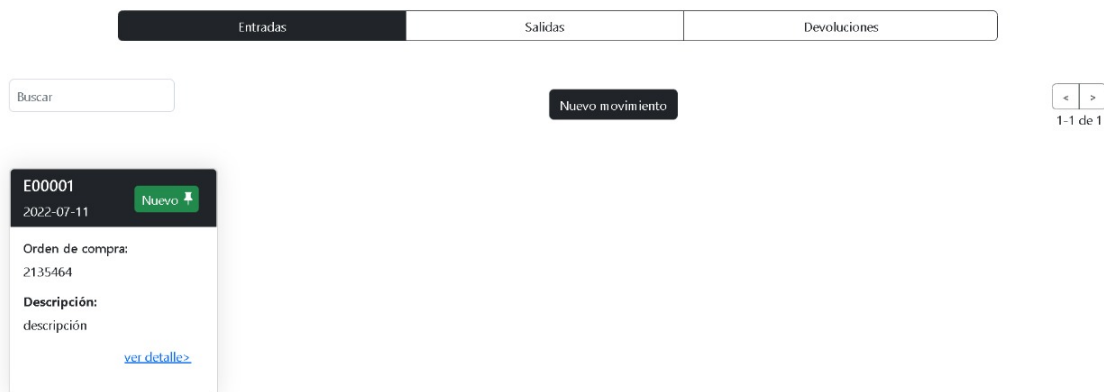 Entradas
Salidas
Devoluciones
Buscar
Nuevo movimiento
< >
1-1 de 1
E00001
Nuevo
2022-07-11
Orden de compra:
2135464
Descripción:
descripción
ver detalle>